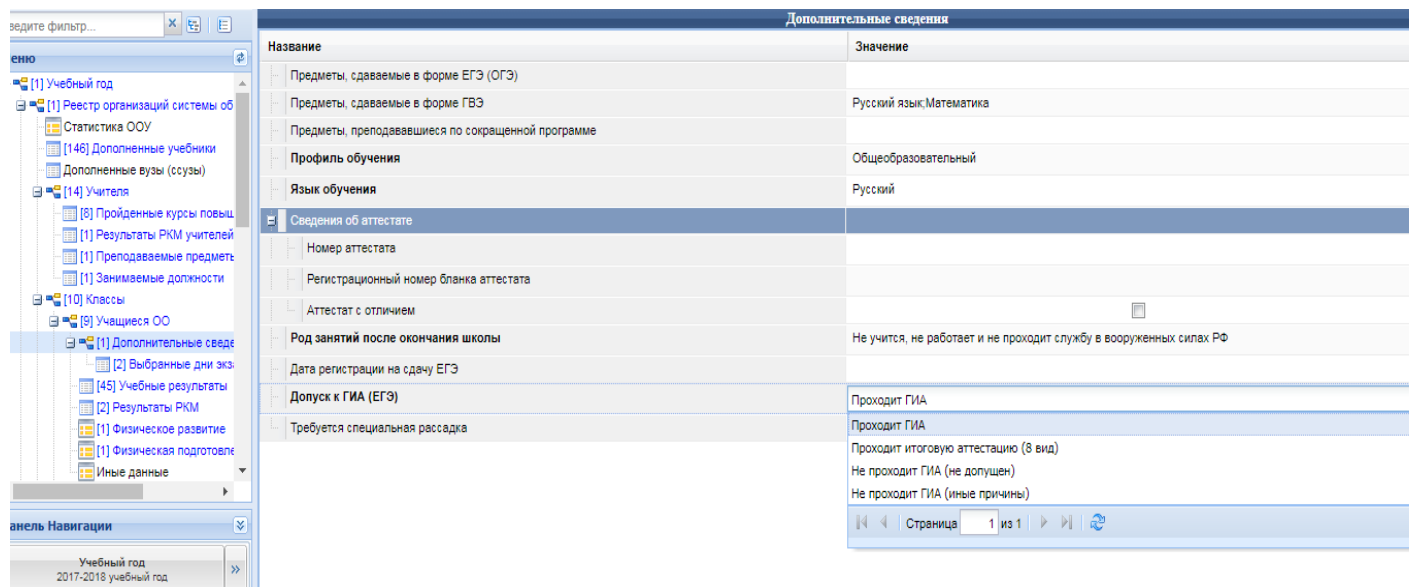 ведите фильтр...
еню
[1] Учебный год
[1] Реестр организаций системы об
Статистика ООУ
[146] Дополненные учебники
Дополненные вузы (ссузы)
[14] Учителя
[8] Пройденные курсы повыш
[1] Результаты РКМ учителей
[1] Преподаваемые предметь
[1] Занимаемые должности
[10] Классы
[9] Учащиеся ОО
[1] Дополнительные сведе
[2] Выбранные дни экза
[45] Учебные результаты
[2] Результаты РКМ
[1] Физическое развитие
[1] Физическая подготовле
Иные данные
анель Навигации
Учебный год
2017-2018 учебный год
Дополнительные сведения
Название Значение
Предметы, сдаваемые в форме ЕГЭ (ОГЭ)
Предметы, сдаваемые в форме ГВЭ Русский язык;Математика
Предметы, преподававшиеся по сокращенной программе
Профиль обучения Общеобразовательный
Язык обучения Русский
Сведения об аттестате
Номер аттестата
Регистрационный номер бланка аттестата
Аттестат с отличием
Род занятий после окончания школы Не учится, не работает и не проходит службу в вооруженных силах РФ
Дата регистрации на сдачу ЕГЭ
Допуск к ГИА (ЕГЭ) Проходит ГИА
Требуется специальная рассадка Проходит ГИА
Проходит итоговую аттестацию (8 вид)
Не проходит ГИА (не допущен)
Не проходит ГИА (иные причины)
Страница 1 из 1